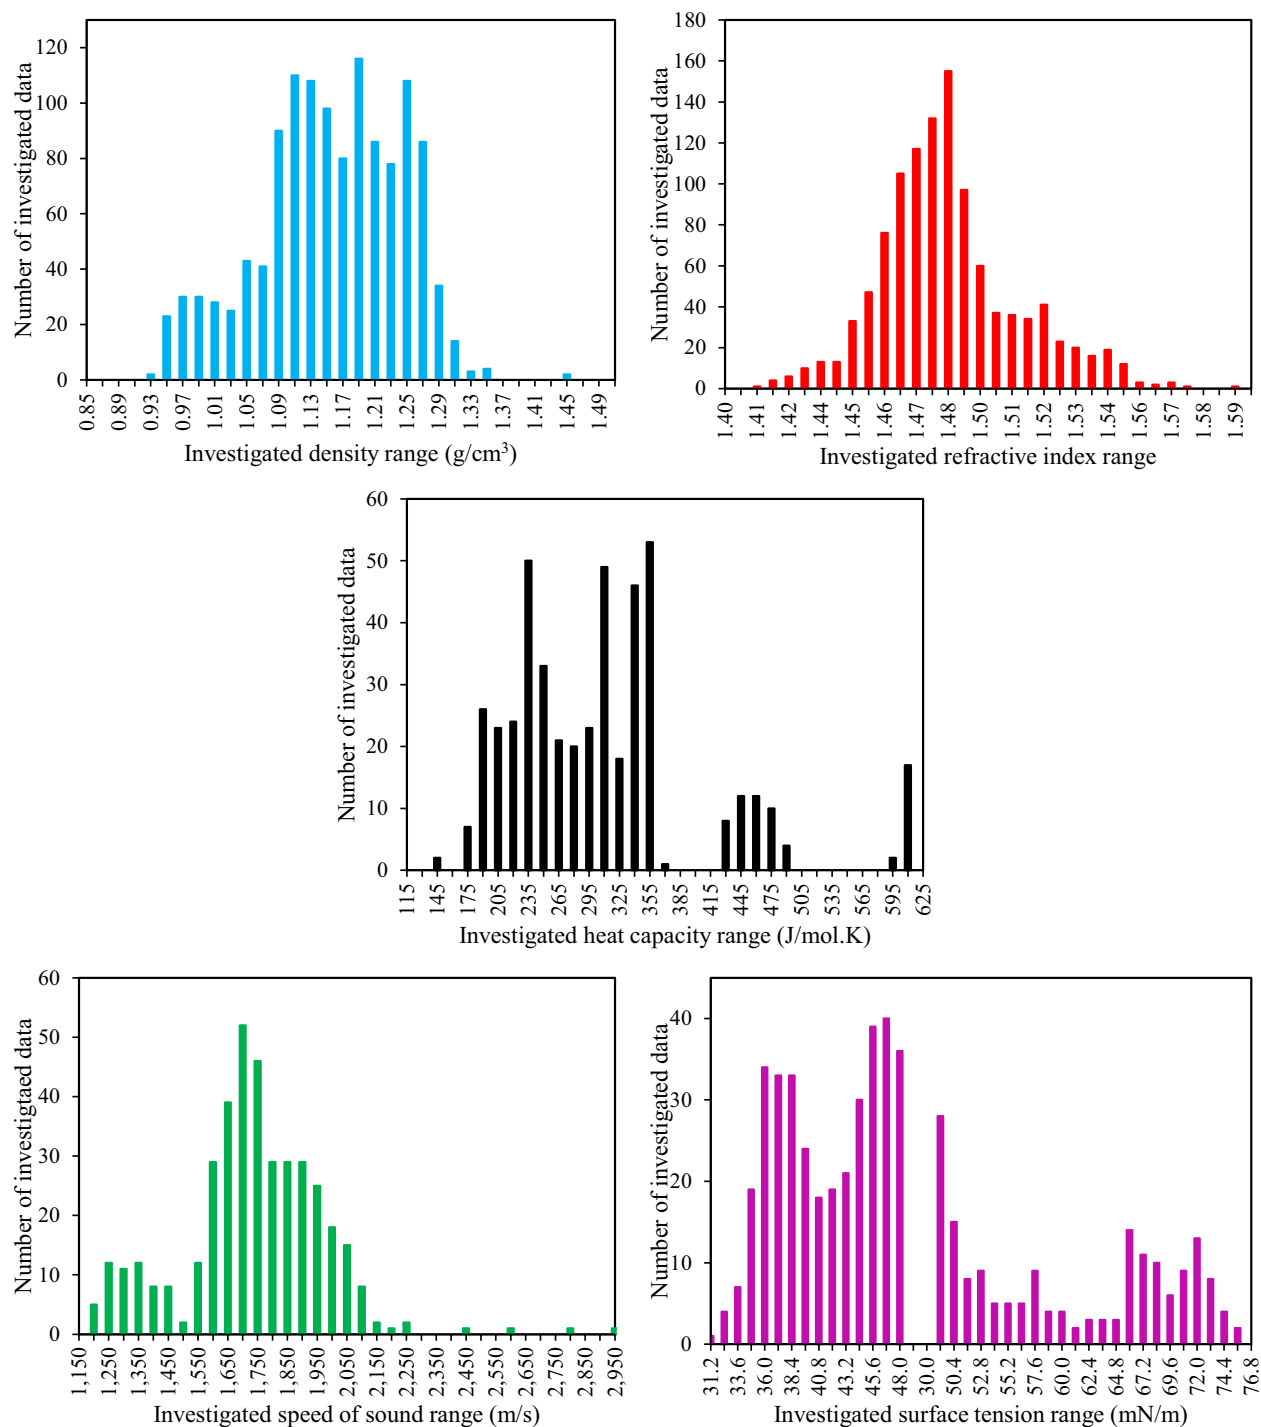 Number of investigated data
120
100
80
60
40
20
0
0.85 0.89 0.93 0.97 1.01 1.05 1.09 1.13 1.17 1.21 1.25 1.29 1.33 1.37 1.41 1.45 1.49
Investigated density range (g/cm³)
Number of investigated data
180
160
140
120
100
80
60
40
20
0
1.40 1.41 1.42 1.44 1.45 1.46 1.47 1.48 1.50 1.51 1.52 1.53 1.54 1.56 1.57 1.58 1.59
Investigated refractive index range
Number of investigated data
60
50
40
30
20
10
0
115 145 175 205 235 265 295 325 355 385 415 445 475 505 535 565 595 625
Investigated heat capacity range (J/mol.K)
Number of investigtaed data
60
50
40
30
20
10
0
1,150 1,250 1,350 1,450 1,550 1,650 1,750 1,850 1,950 2,050 2,150 2,250 2,350 2,450 2,550 2,650 2,750 2,850 2,950
Investigated speed of sound range (m/s)
Number of investigated data
40
30
20
10
0
31.2 33.6 36.0 38.4 40.8 43.2 45.6 48.0 30.0 50.4 52.8 55.2 57.6 60.0 62.4 64.8 67.2 69.6 72.0 74.4 76.8
Investigated surface tension range (mN/m)